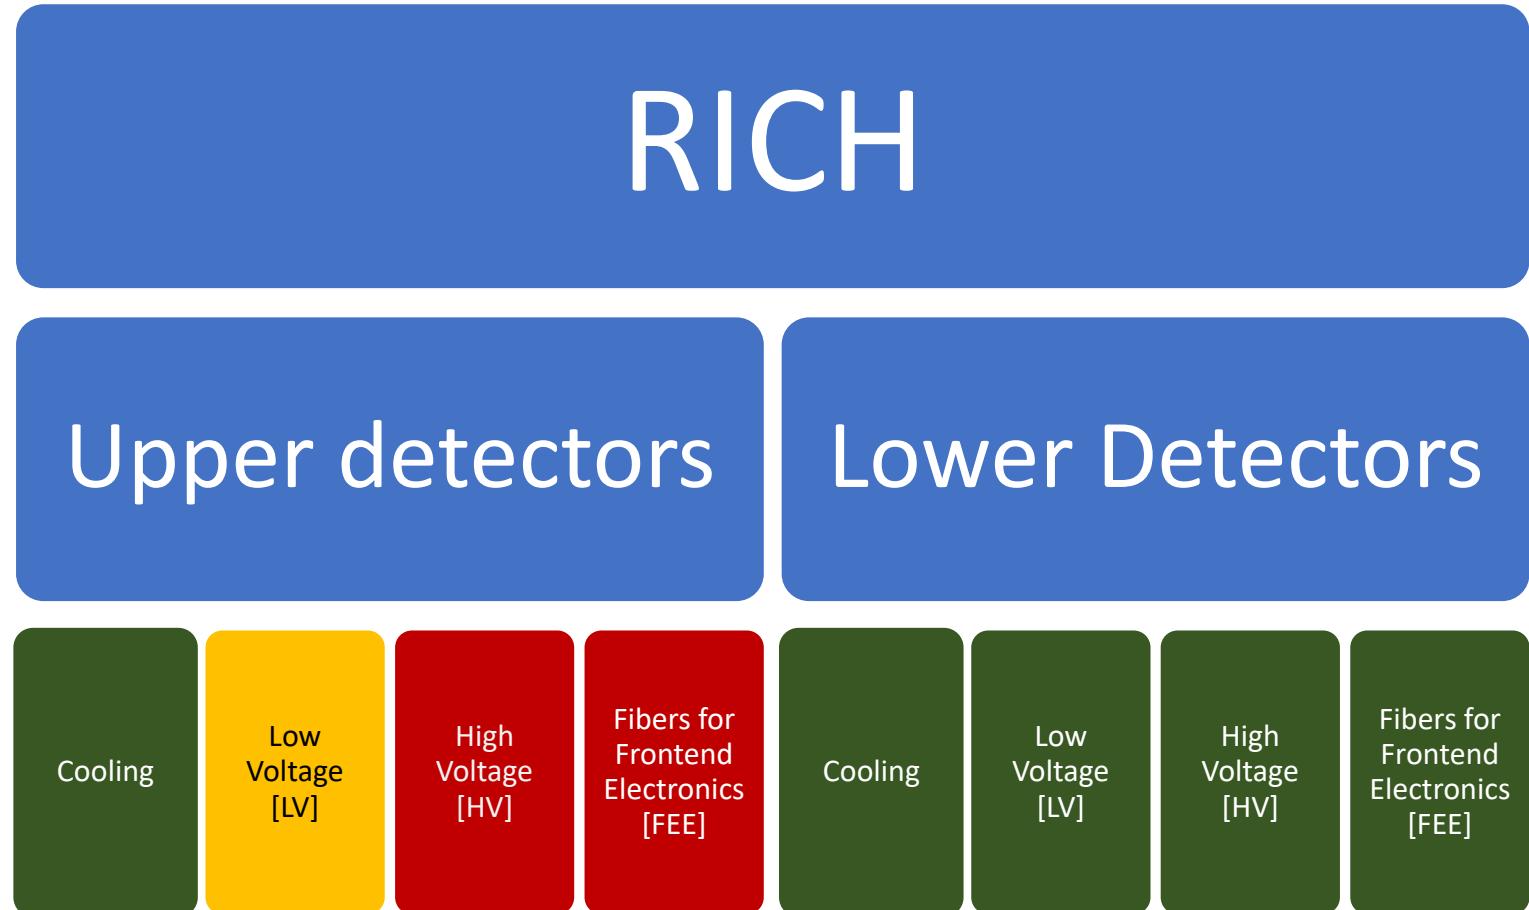 RICH
Upper detectors
Lower Detectors
Cooling
Low
Voltage
[LV]
High
Voltage
[HV]
Fibers for
Frontend
Electronics
[FEE]
Cooling
Low
Voltage
[LV]
High
Voltage
[HV]
Fibers for
Frontend
Electronics
[FEE]